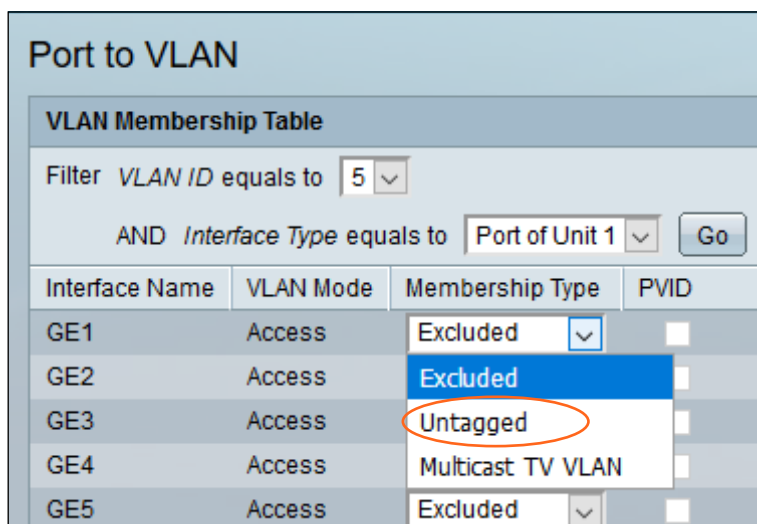 Port to VLAN
VLAN Membership Table
Filter VLAN ID equals to 5
AND Interface Type equals to Port of Unit 1 Go
Interface Name VLAN Mode Membership Type PVID
GE1 Access Excluded
GE2 Access Excluded
GE3 Access Untagged
GE4 Access Multicast TV VLAN
GE5 Access Excluded